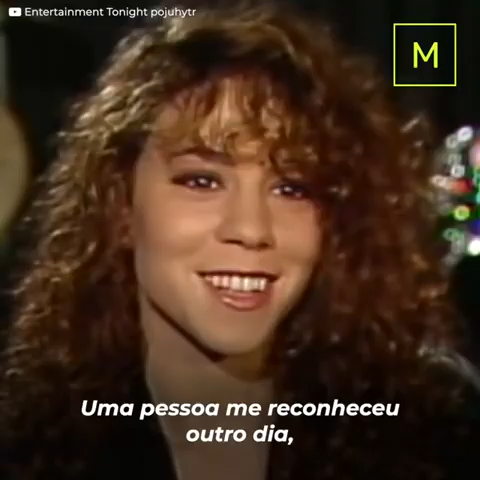 Entertainment Tonight pojuhytr
M
Uma pessoa me reconheceu
outro dia,